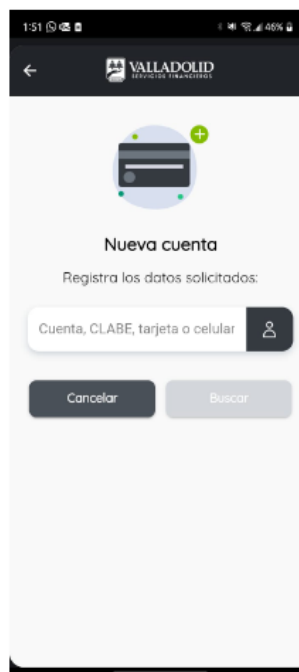 1:51
46%
VALLADOLID
SERVICIOS FINANCIEROS
Nueva cuenta
Registra los datos solicitados:
Cuenta, CLABE, tarjeta o celular
Cancelar
Buscar